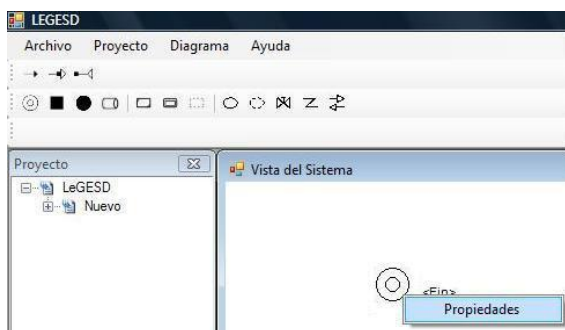 LEGESD
Archivo Proyecto Diagrama Ayuda
Proyecto
Vista del Sistema
LeGESD
Nuevo
<Fin>
Propiedades